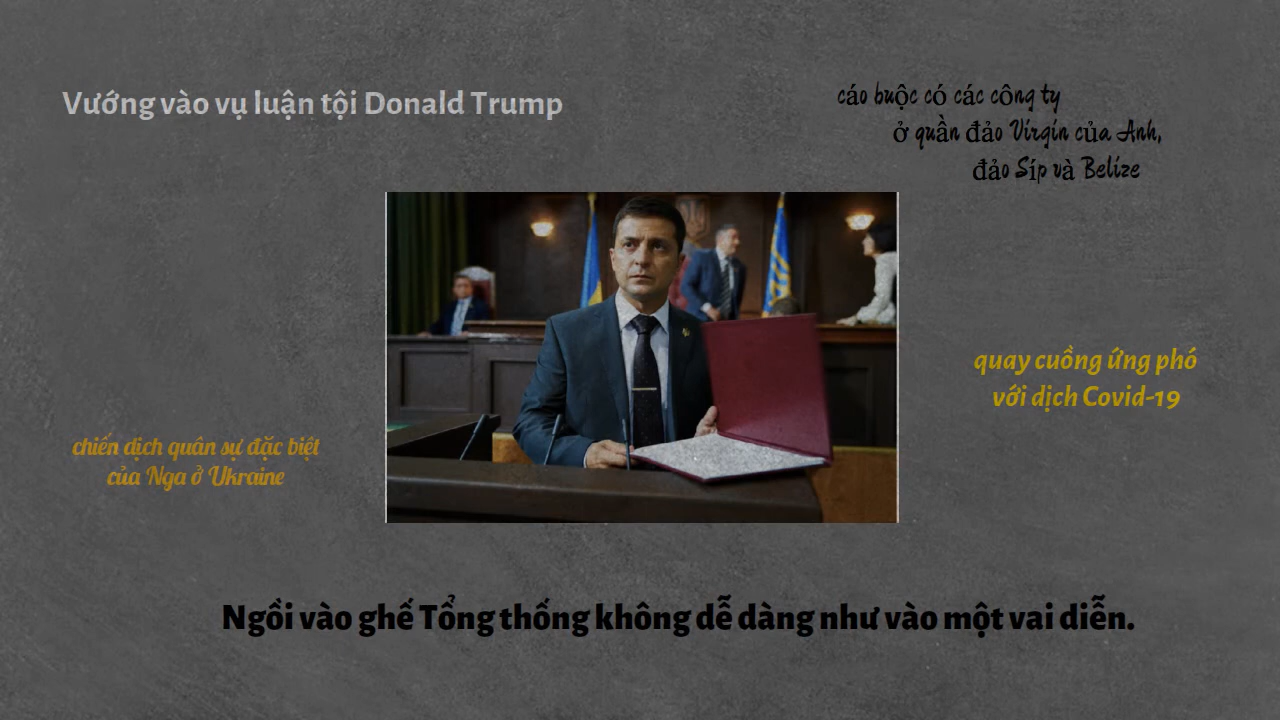 Vướng vào vụ luận tội Donald Trump
cáo buộc có các công ty
ở quần đảo Virgin của Anh,
đảo Síp và Belize
quay cuồng ứng phó
với dịch Covid-19
chiến dịch quân sự đặc biệt
của Nga ở Ukraine
Ngồi vào ghế Tổng thống không dễ dàng như vào một vai diễn.